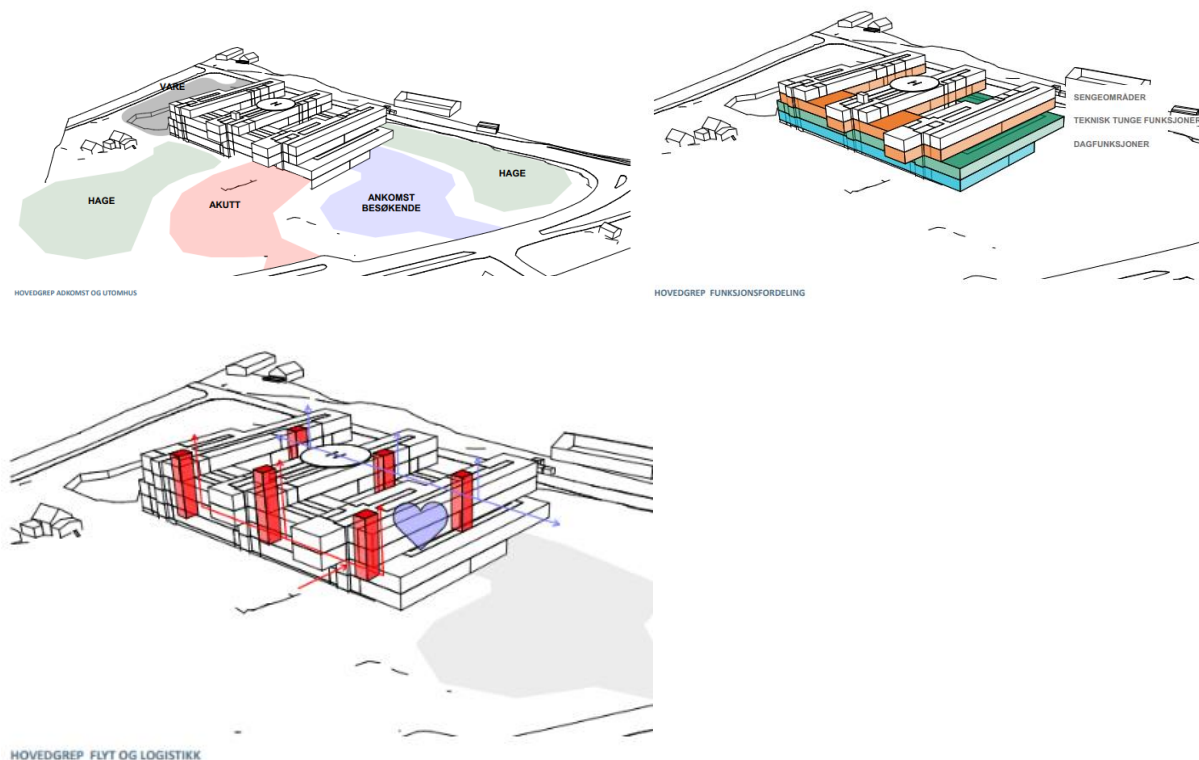 VARE
HAGE
AKUTT
ANKOMST
BESØKENDE
HAGE
HOVEDGREP ADKOMST OG UTOMHUS
SENGEOMRÅDER
TEKNISK TUNGE FUNKSJONER
DAGFUNKSJONER
HOVEDGREP FUNKSJONSFORDELING
HOVEDGREP FLYT OG LOGISTIKK